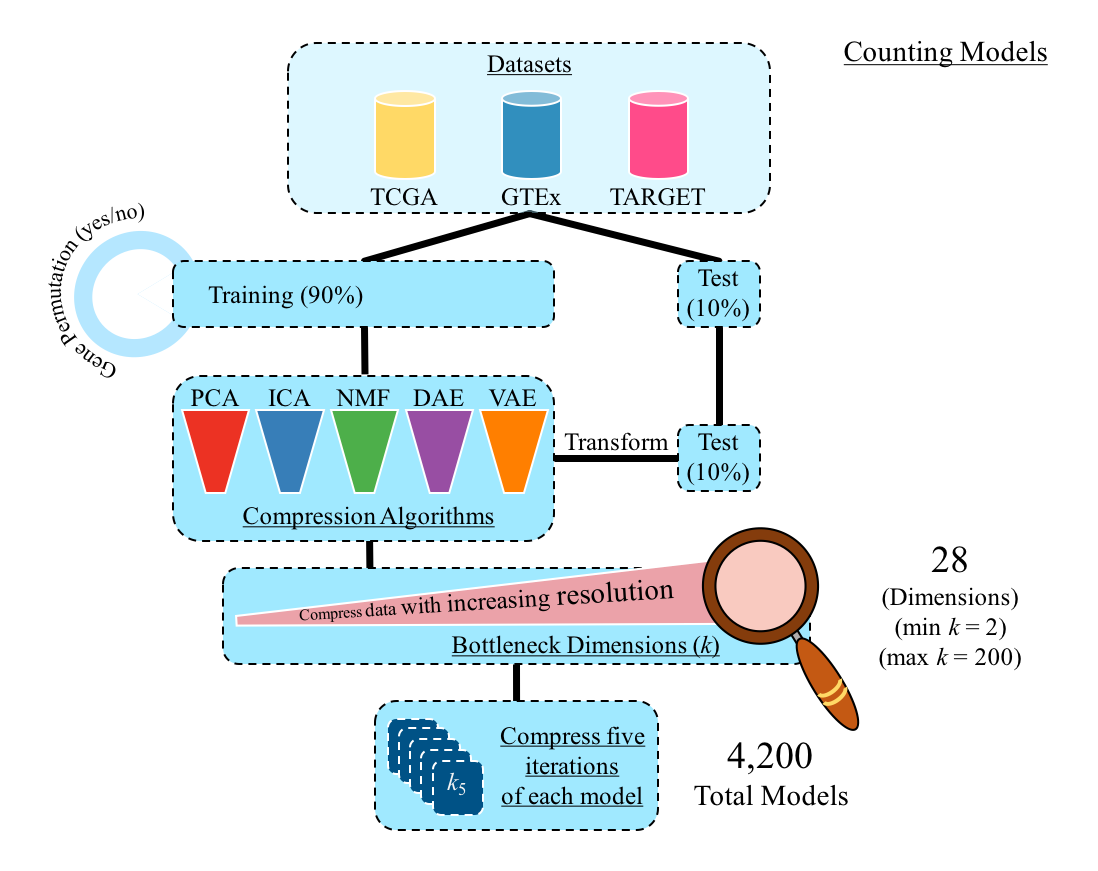 Counting Models
Datasets
TCGA
GTEx
TARGET
Gene Permutation (yes/no)
Training (90%)
Test
(10%)
PCA
ICA
NMF
DAE
VAE
Compression Algorithms
Transform
Test
(10%)
Compress data with increasing resolution
Bottleneck Dimensions (k)
28
(Dimensions)
(min k = 2)
(max k = 200)
k5
Compress five
iterations
of each model
4,200
Total Models